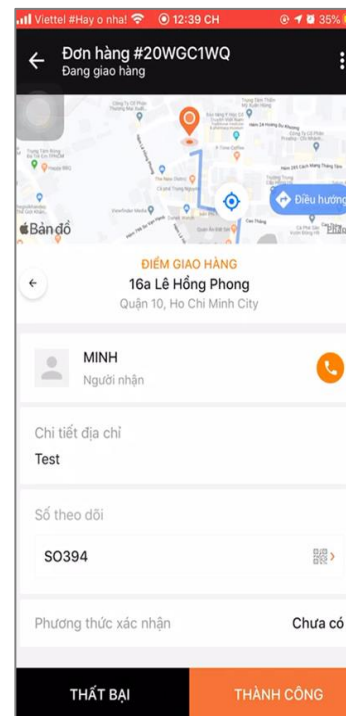 Viettel #Hay o nha! 12:39 CH 35%
Đơn hàng #20WGC1WQ
Đang giao hàng
Bản đồ
Điều hướng
ĐIỂM GIAO HÀNG
16a Lê Hồng Phong
Quận 10, Ho Chi Minh City
MINH
Người nhận
Chi tiết địa chỉ
Test
Số theo dõi
SO394
Phương thức xác nhận
Chưa có
THẤT BẠI
THÀNH CÔNG